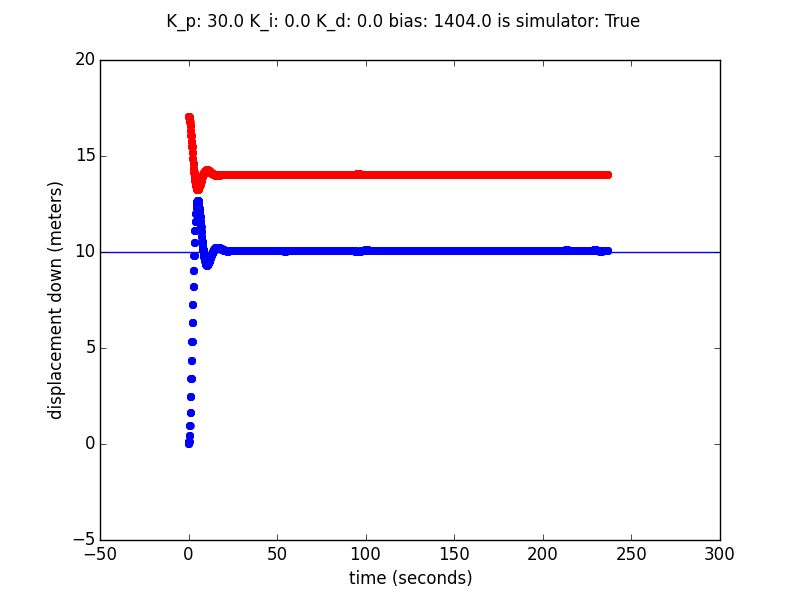 K_p: 30.0 K_i: 0.0 K_d: 0.0 bias: 1404.0 is simulator: True
20
15
10
5
0
−5
displacement down (meters)
−50 0 50 100 150 200 250 300
time (seconds)